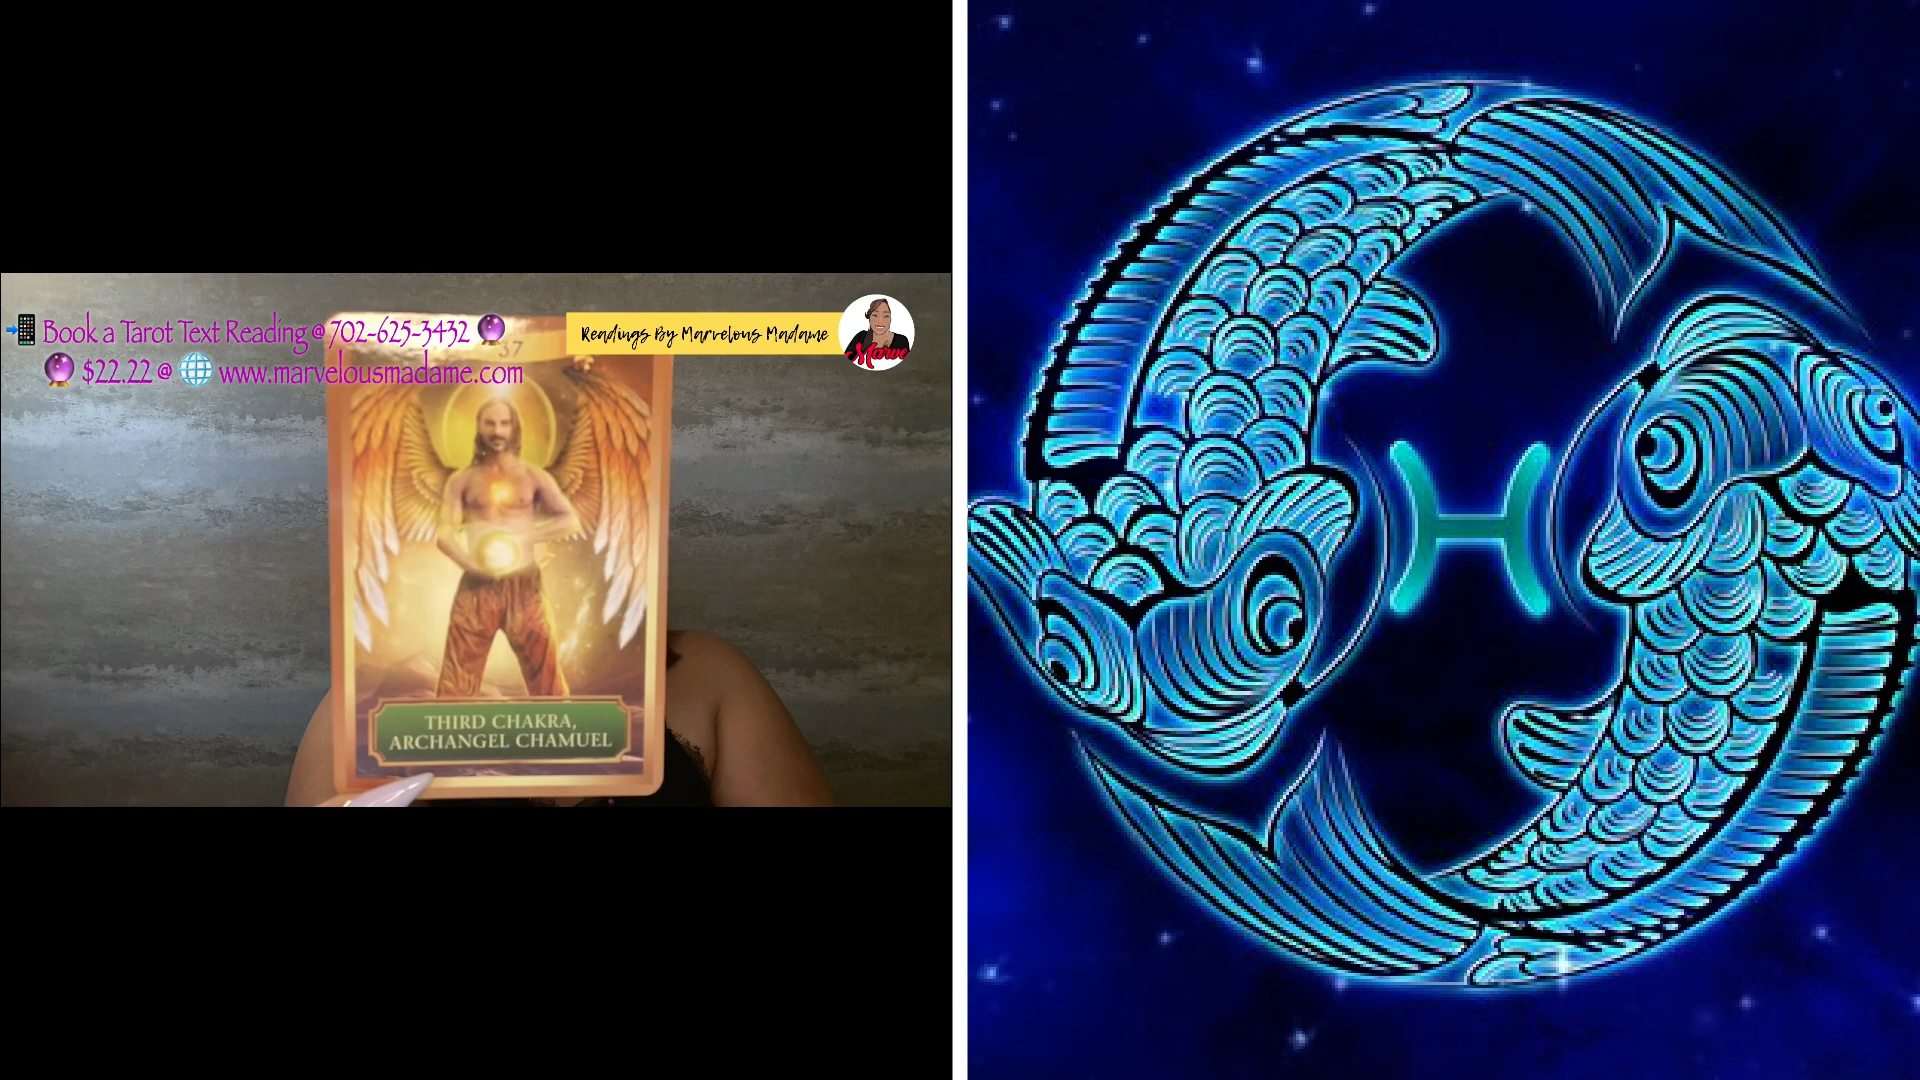 📲 Book a Tarot Text Reading @ 702-625-3432 🔮
🔮 $22.22 @ 🌐 www.marvelousmadame.com
Readings By Marvelous Madame
Marve
37
THIRD CHAKRA,
ARCHANGEL CHAMUEL